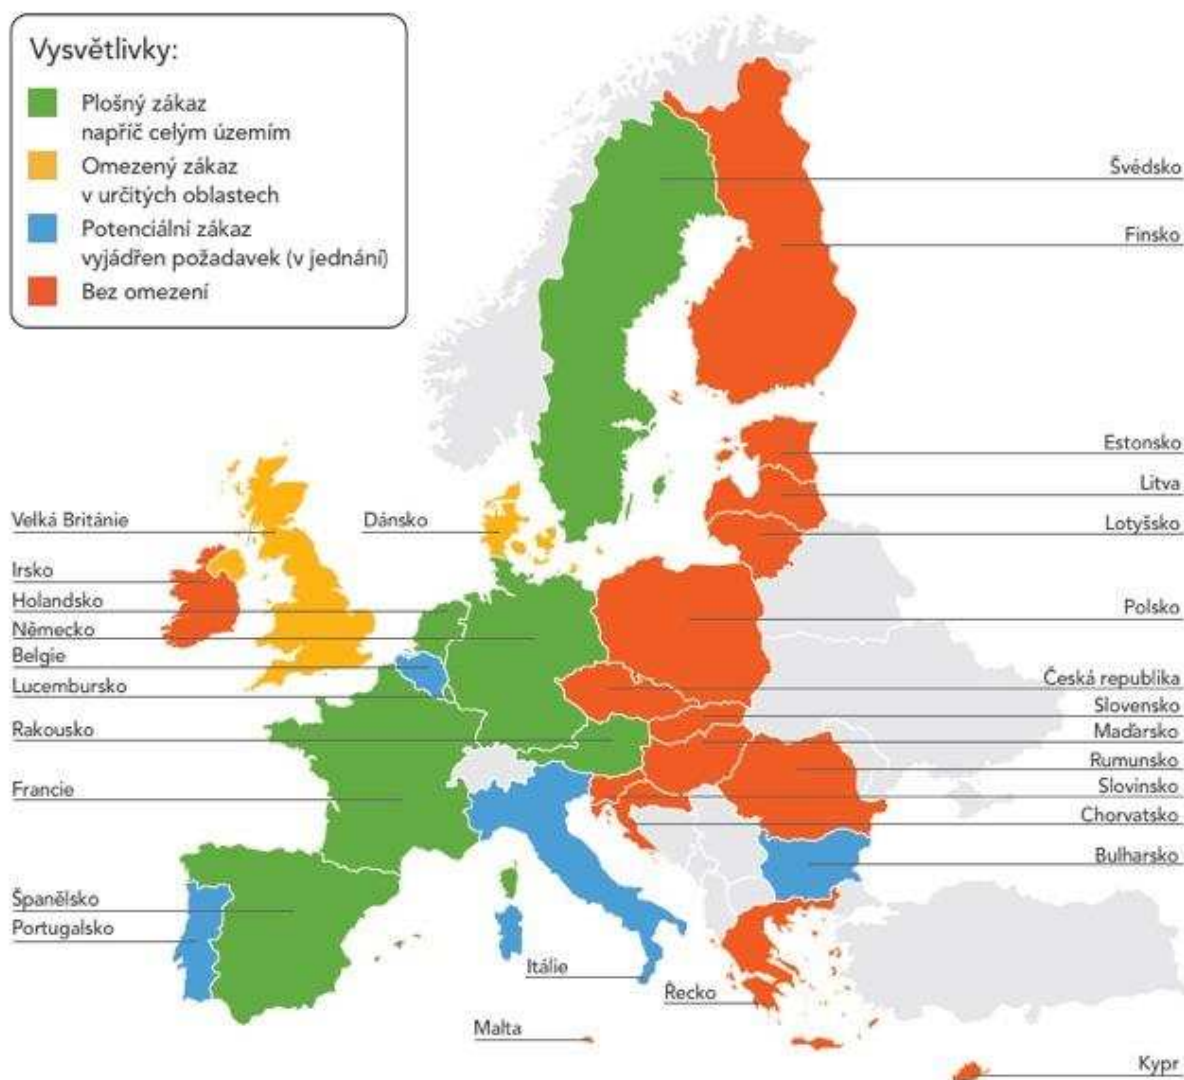 Vysvětlivky:
Plošný zákaz
napříč celým územím
Omezený zákaz
v určitých oblastech
Potenciální zákaz
vyjádřen požadavek (v jednání)
Bez omezení
Švédsko
Finsko
Estonsko
Litva
Lotyšsko
Velká Británie
Dánsko
Irsko
Holandsko
Německo
Belgie
Lucembursko
Rakousko
Francie
Španělsko
Portugalsko
Polsko
Česká republika
Slovensko
Maďarsko
Rumunsko
Slovinsko
Chorvatsko
Bulharsko
Itálie
Řecko
Malta
Kypr